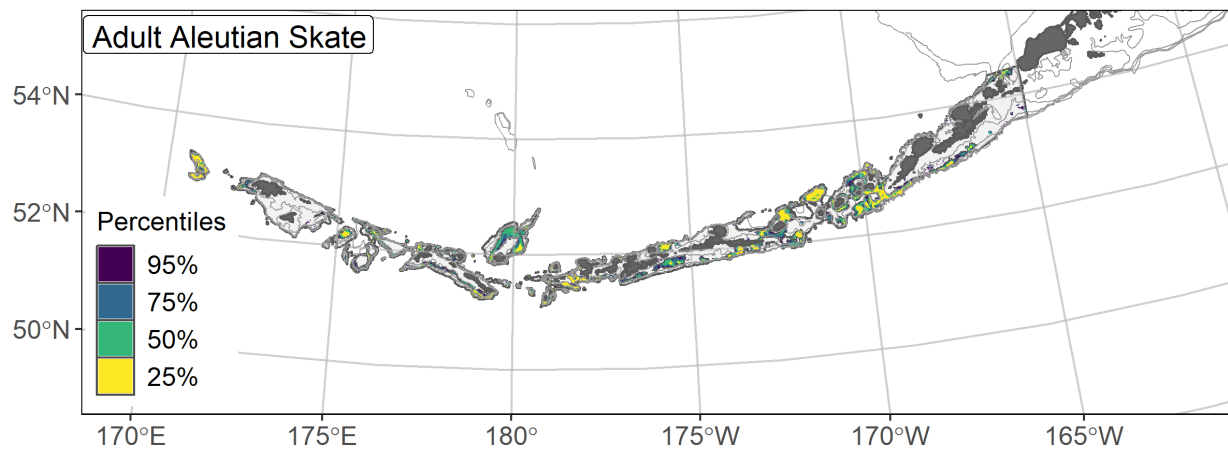 Adult Aleutian Skate
54°N
52°N
50°N
Percentiles
95%
75%
50%
25%
170°E
175°E
180°
175°W
170°W
165°W